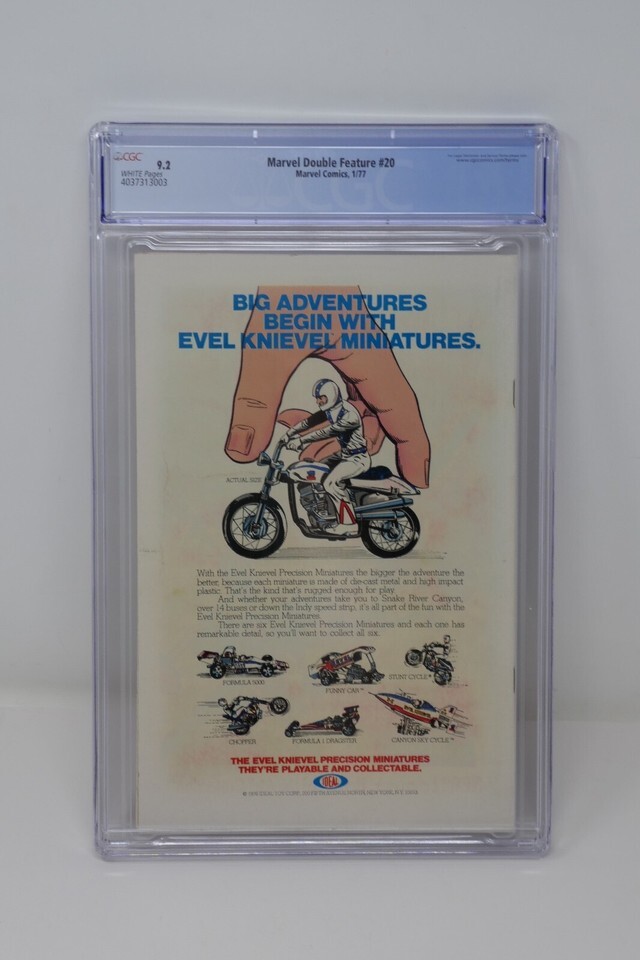 CGC
9.2
WHITE Pages
4037313003
Marvel Double Feature #20
Marvel Comics, 1/77
BIG ADVENTURES
BEGIN WITH
EVEL KNIEVEL MINIATURES.
ACTUAL SIZE
With the Evel Knievel Precision Miniatures the bigger the adventure the
better, because each miniature is made of die-cast metal and high impact
plastic. That's the kind that's rugged enough for play.
And whether your adventures take you to Snake River Canyon,
over 14 buses or down the Indy speed strip, it's all part of the fun with the
Evel Knievel Precision Miniatures.
There are six Evel Knievel Precision Miniatures and each one has
remarkable detail, so you'll want to collect all six.
FORMULA 5000
FUNNY CAR™
STUNT CYCLE™
CHOPPER
FORMULA 1 DRAGSTER
CANYON SKY CYCLE™
THE EVEL KNIEVEL PRECISION MINIATURES
THEY'RE PLAYABLE AND COLLECTABLE.
IDEAL